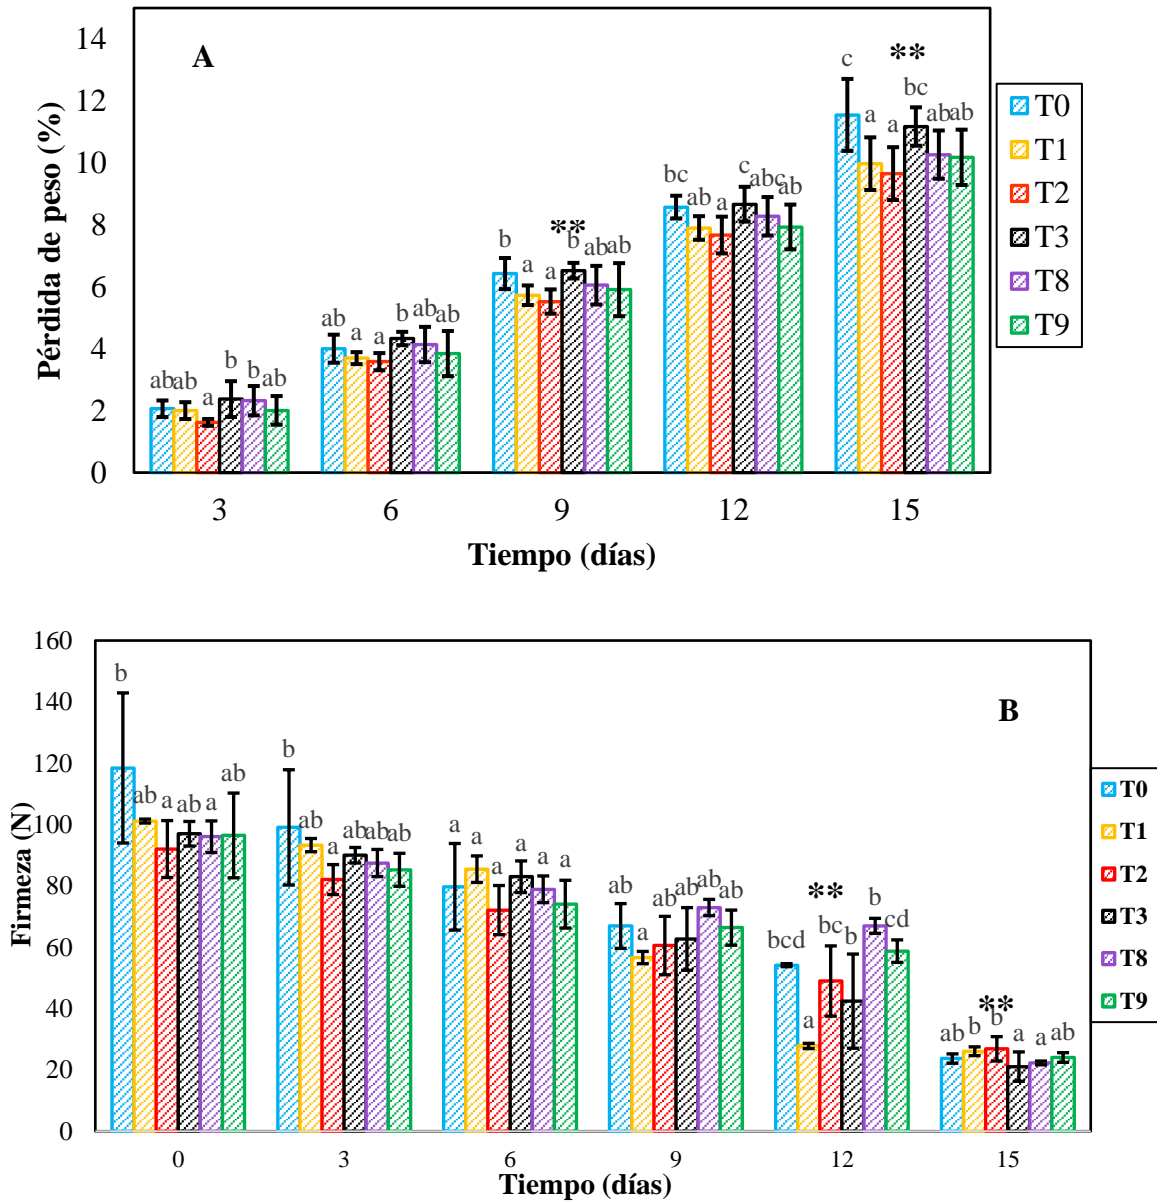 A
**
**
Pérdida de peso (%)
14
12
10
8
6
4
2
0
ab ab a b b ab
ab a a b ab ab
b a a b ab ab
bc ab a c abc ab
c a a bc ab ab
3 6 9 12 15
Tiempo (días)
T0
T1
T2
T3
T8
T9
B
**
**
Firmeza (N)
160
140
120
100
80
60
40
20
0
b ab a ab a ab
b ab a ab ab ab
a a a a a a
ab a ab ab ab ab
bcd a bc b b cd
ab b b a a ab
0 3 6 9 12 15
Tiempo (días)
T0
T1
T2
T3
T8
T9